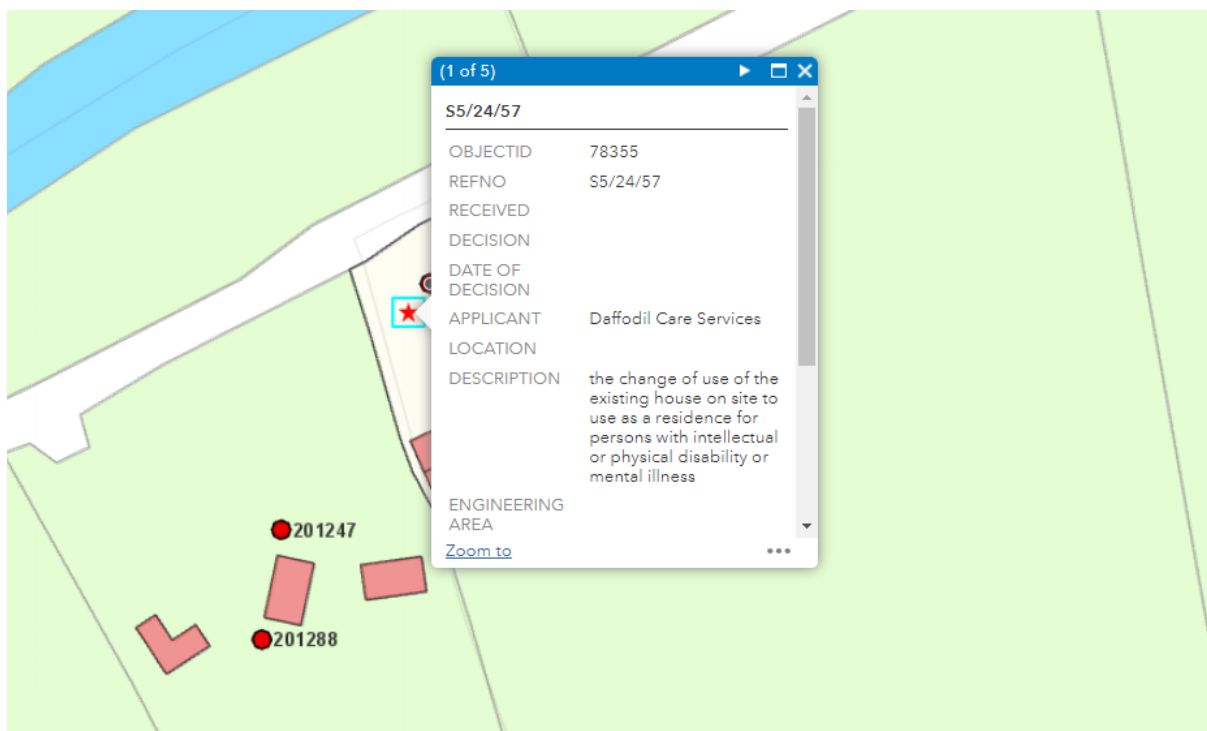 (1 of 5)
S5/24/57
OBJECTID 78355
REFNO S5/24/57
RECEIVED
DECISION
DATE OF
DECISION
APPLICANT Daffodil Care Services
LOCATION
DESCRIPTION the change of use of the
existing house on site to
use as a residence for
persons with intellectual
or physical disability or
mental illness
ENGINEERING
AREA
Zoom to
201247
201288